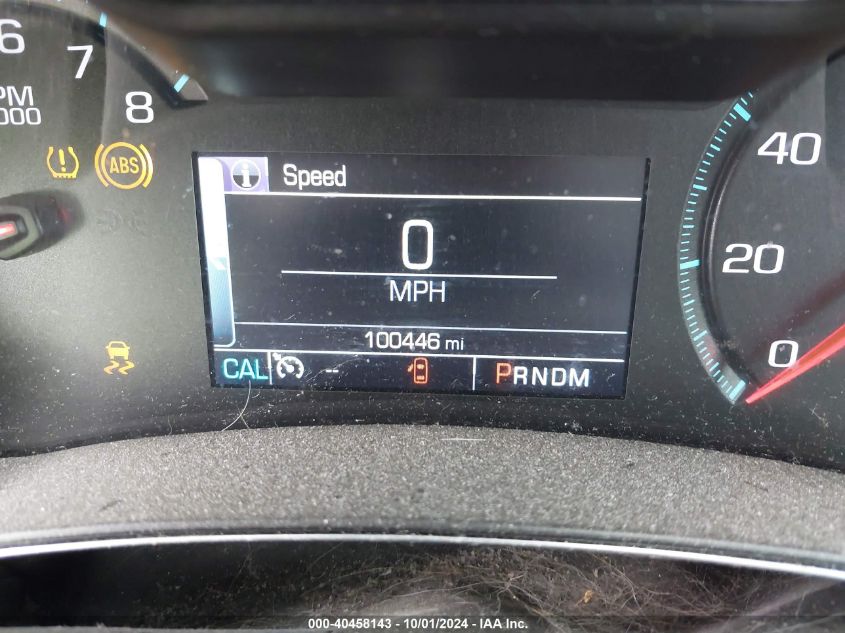 6
7
8
PM
000
ABS
Speed
0
MPH
100446 mi
CAL
--
PRNDM
40
20
0
000-40458143 - 10/01/2024 - IAA Inc.